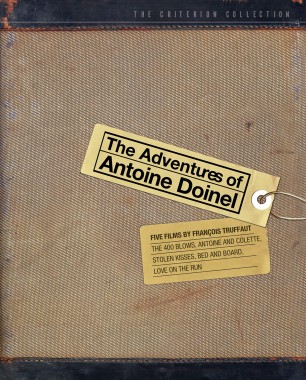 THE CRITERION COLLECTION
The Adventures of
Antoine Doinel
FIVE FILMS BY FRANÇOIS TRUFFAUT
THE 400 BLOWS, ANTOINE AND COLETTE,
STOLEN KISSES, BED AND BOARD,
LOVE ON THE RUN